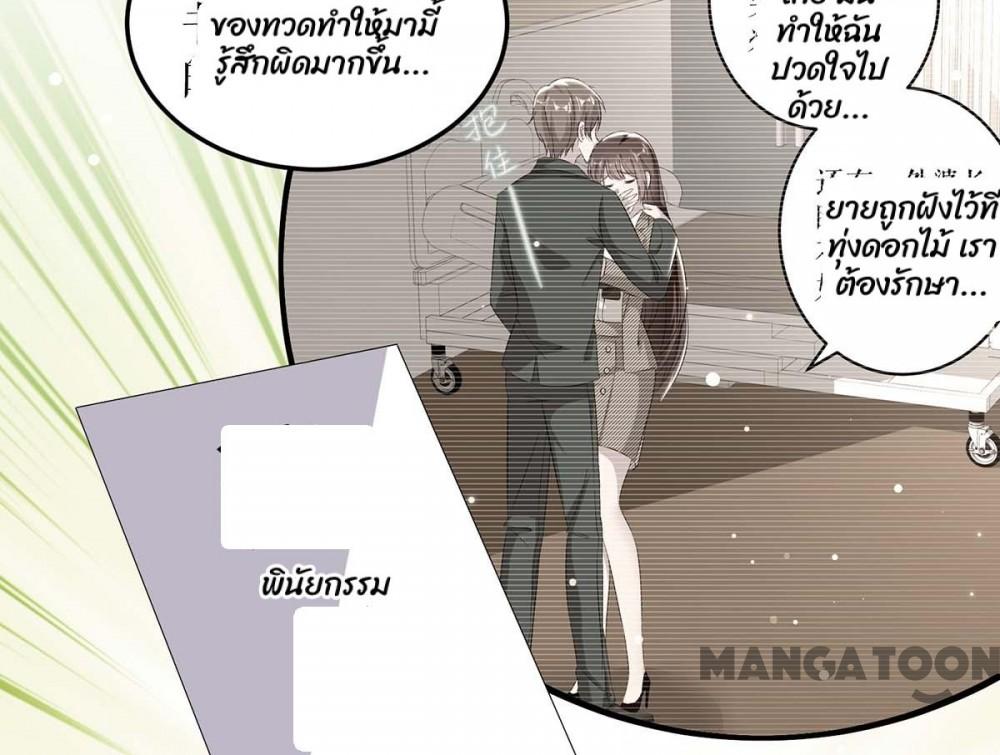 ของทวดทำให้มามี้
รู้สึกผิดมากขึ้น...
ทำให้ฉัน
ปวดใจไป
ด้วย...
ยายถูกฝังไว้ที่
ทุ่งดอกไม้ เรา
ต้องรักษา...
抱
住
พินัยกรรม
MANGATOON